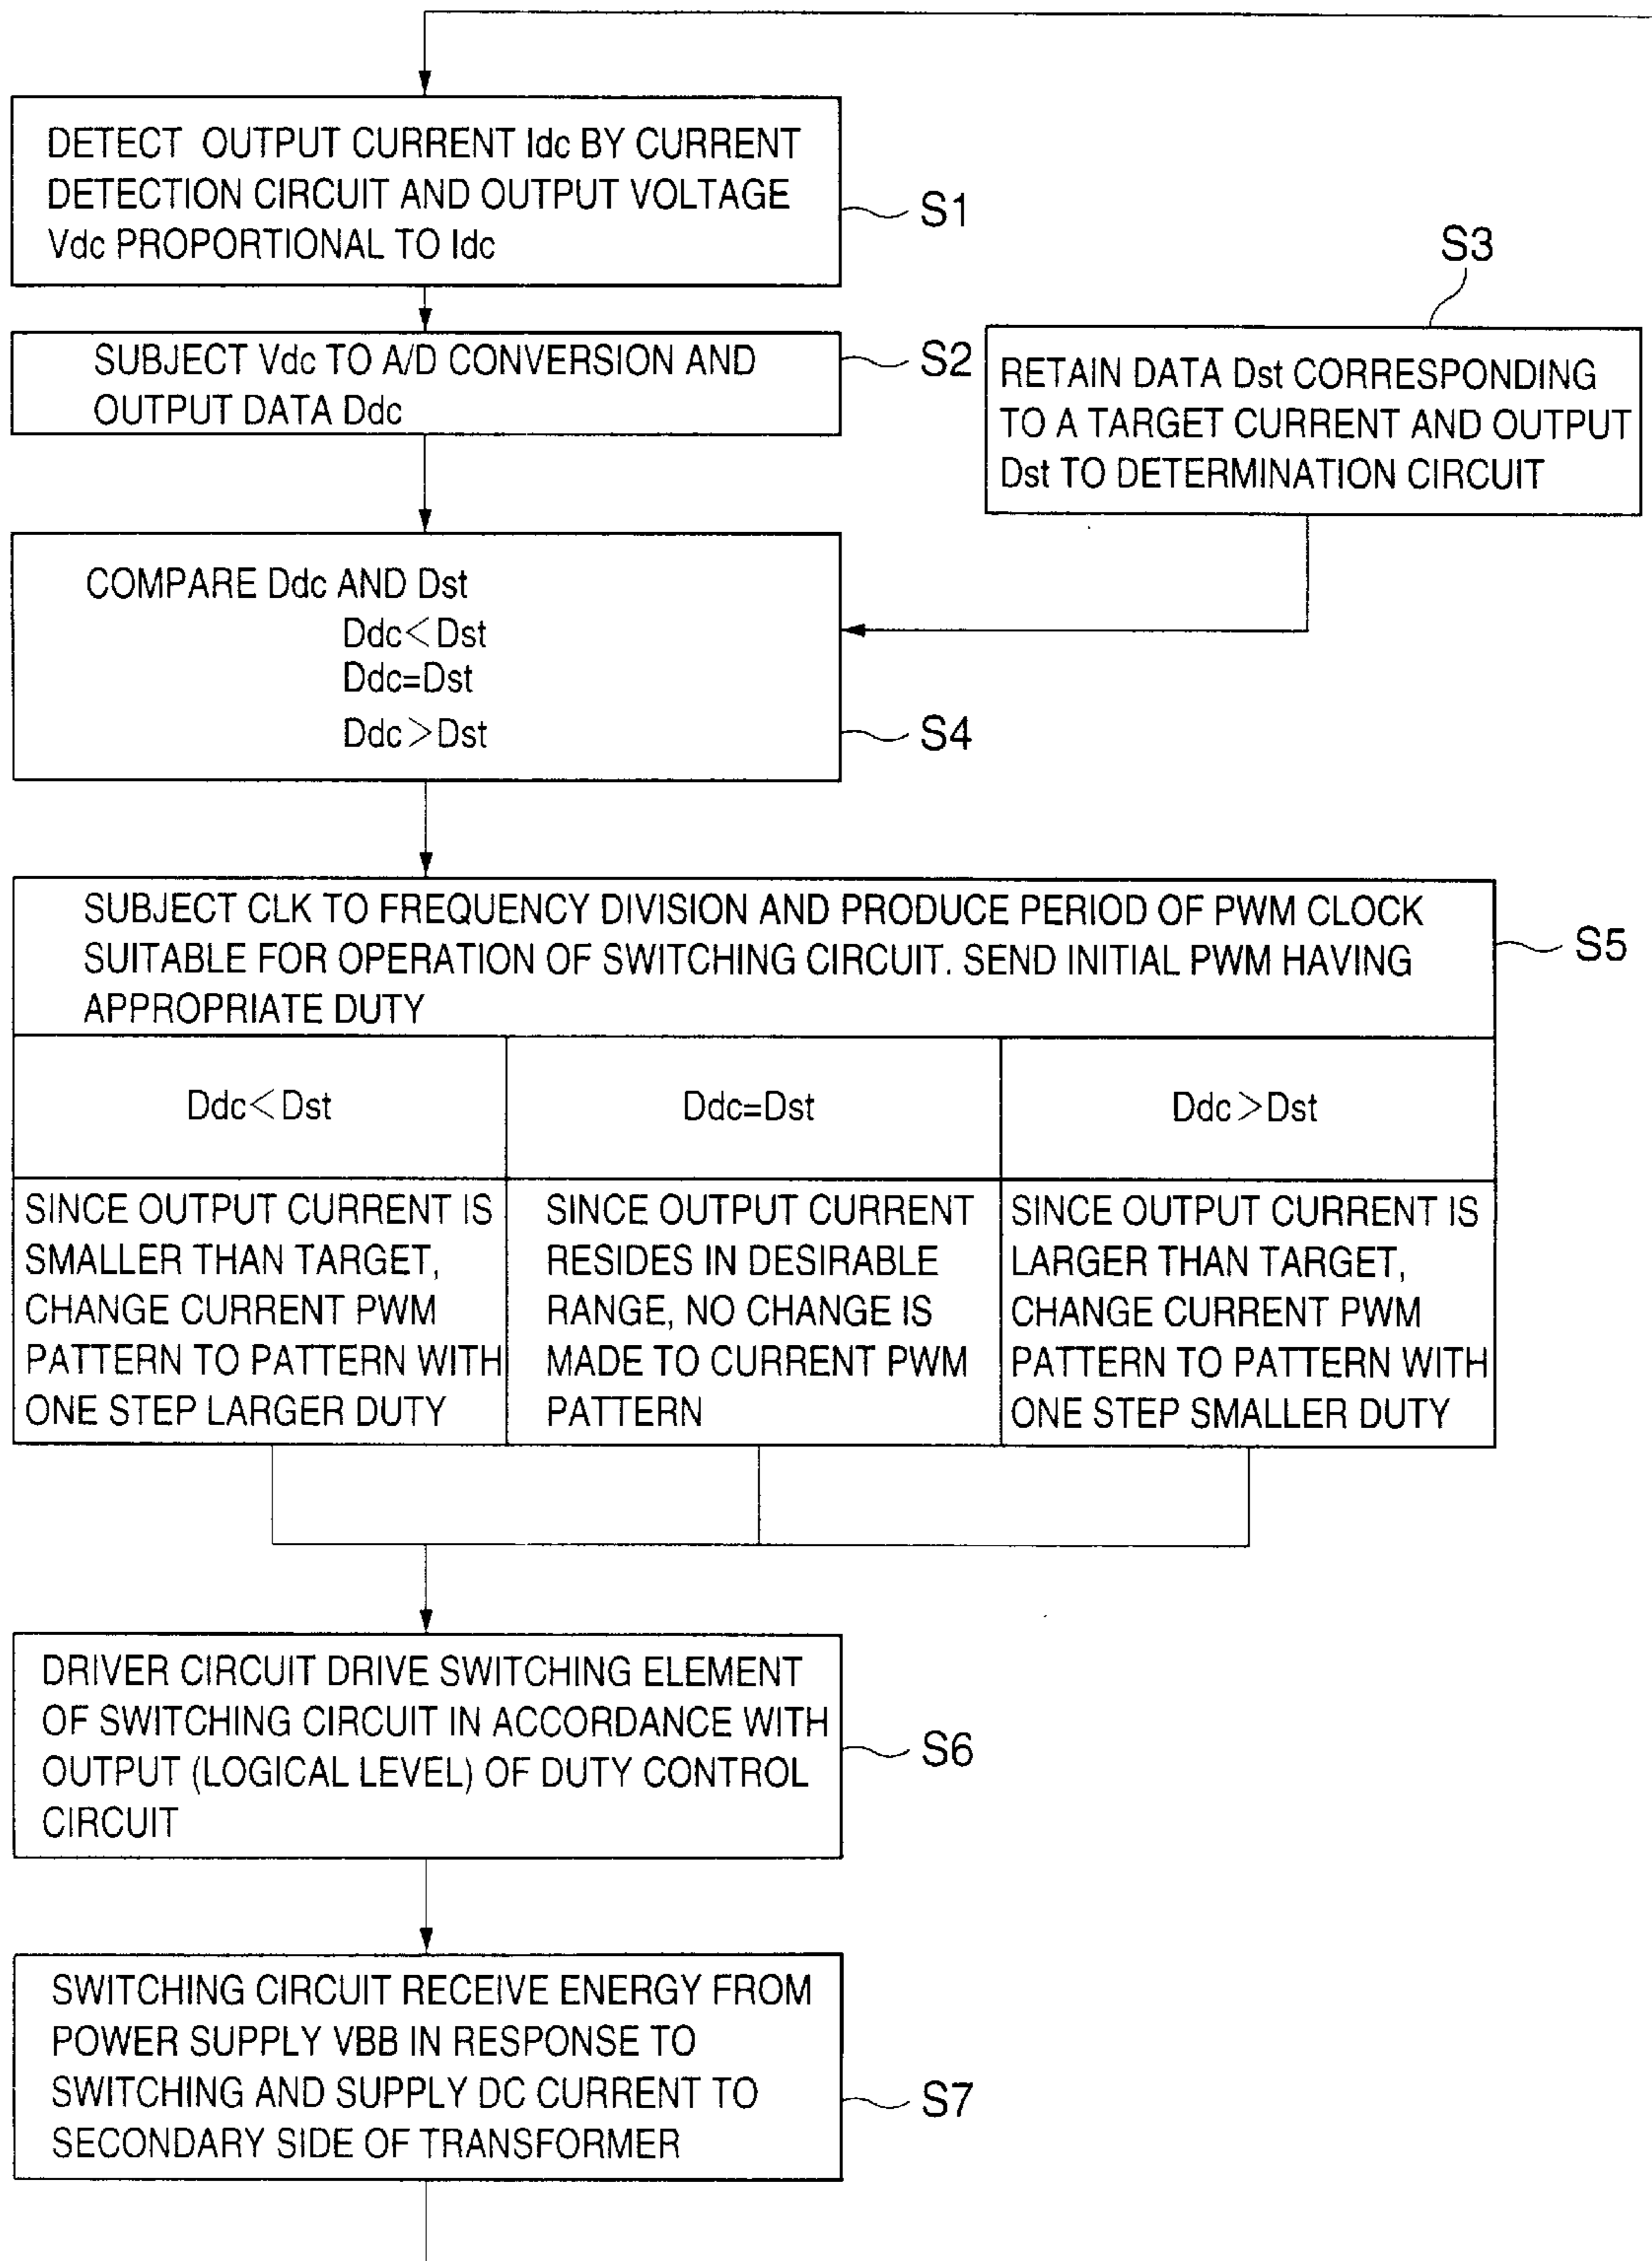 DETECT OUTPUT CURRENT Idc BY CURRENT
DETECTION CIRCUIT AND OUTPUT VOLTAGE
Vdc PROPORTIONAL TO Idc
S1
SUBJECT Vdc TO A/D CONVERSION AND
OUTPUT DATA Ddc
S2
S3
RETAIN DATA Dst CORRESPONDING
TO A TARGET CURRENT AND OUTPUT
Dst TO DETERMINATION CIRCUIT
COMPARE Ddc AND Dst
Ddc<Dst
Ddc=Dst
Ddc>Dst
S4
SUBJECT CLK TO FREQUENCY DIVISION AND PRODUCE PERIOD OF PWM CLOCK
SUITABLE FOR OPERATION OF SWITCHING CIRCUIT. SEND INITIAL PWM HAVING
APPROPRIATE DUTY
S5
Ddc<Dst
Ddc=Dst
Ddc>Dst
SINCE OUTPUT CURRENT IS
SMALLER THAN TARGET,
CHANGE CURRENT PWM
PATTERN TO PATTERN WITH
ONE STEP LARGER DUTY
SINCE OUTPUT CURRENT
RESIDES IN DESIRABLE
RANGE, NO CHANGE IS
MADE TO CURRENT PWM
PATTERN
SINCE OUTPUT CURRENT IS
LARGER THAN TARGET,
CHANGE CURRENT PWM
PATTERN TO PATTERN WITH
ONE STEP SMALLER DUTY
DRIVER CIRCUIT DRIVE SWITCHING ELEMENT
OF SWITCHING CIRCUIT IN ACCORDANCE WITH
OUTPUT (LOGICAL LEVEL) OF DUTY CONTROL
CIRCUIT
S6
SWITCHING CIRCUIT RECEIVE ENERGY FROM
POWER SUPPLY VBB IN RESPONSE TO
SWITCHING AND SUPPLY DC CURRENT TO
SECONDARY SIDE OF TRANSFORMER
S7